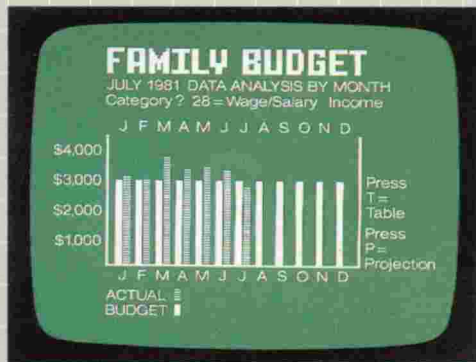 FAMILY BUDGET
JULY 1981 DATA ANALYSIS BY MONTH
Category? 28=Wage/Salary Income
J F M A M J J A S O N D
$4,000
$3,000
$2,000
$1,000
Press
T=
Table
Press
P=
Projection
J F M A M J J A S O N D
ACTUAL
BUDGET